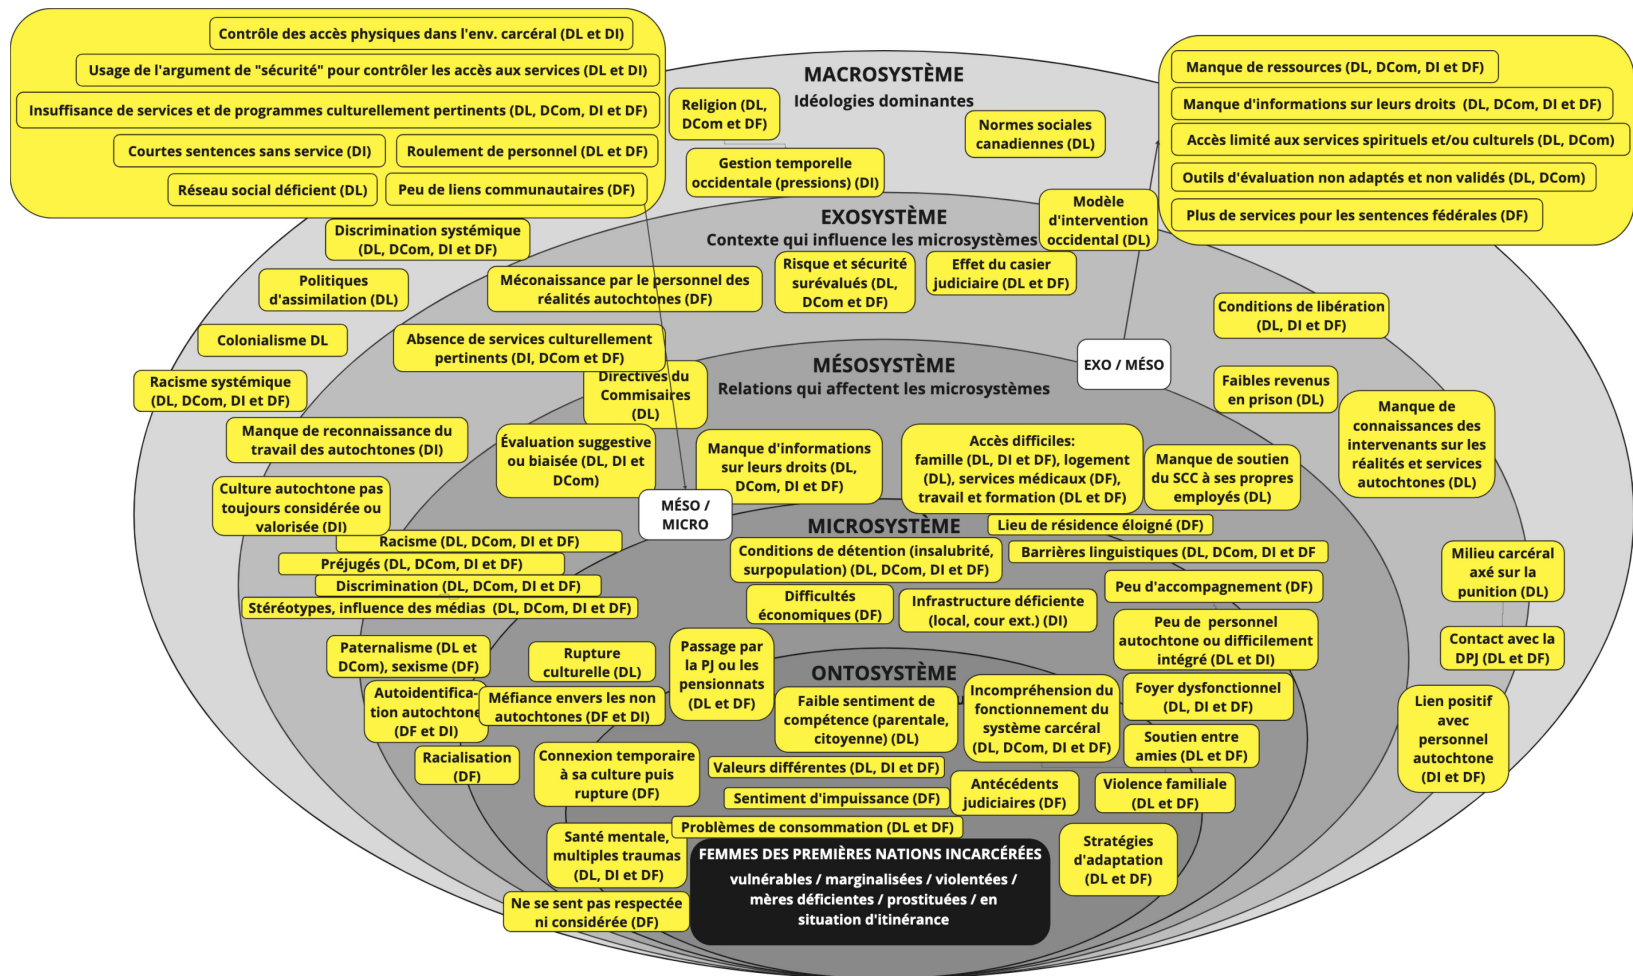 Contrôle des accès physiques dans l'env. carcéral (DL et DI)
Usage de l'argument de "sécurité" pour contrôler les accès aux services (DL et DI)
Insuffisance de services et de programmes culturellement pertinents (DL, DCom, DI et DF)
Courtes sentences sans service (DI)
Roulement de personnel (DL et DF)
Réseau social déficient (DL)
Peu de liens communautaires (DF)
Manque de ressources (DL, DCom, DI et DF)
Manque d'informations sur leurs droits (DL, DCom, DI et DF)
Accès limité aux services spirituels et/ou culturels (DL, DCom)
Outils d'évaluation non adaptés et non validés (DL, DCom)
Plus de services pour les sentences fédérales (DF)
MACROSYSTÈME
Idéologies dominantes
Religion (DL,
DCom et DF)
Normes sociales
canadiennes (DL)
Gestion temporelle
occidentale (pressions) (DI)
Modèle
d'intervention
occidental (DL)
Discrimination systémique
(DL, DCom, DI et DF)
Politiques
d'assimilation (DL)
Colonialisme DL
Racisme systémique
(DL, DCom, DI et DF)
EXOSYSTÈME
Contexte qui influence les microsystèmes
Méconaissance par le personnel des
réalités autochtones (DF)
Risque et sécurité
surévalués (DL,
DCom et DF)
Effet du casier
judiciaire (DL et DF)
Conditions de libération
(DL, DI et DF)
Absence de services culturellement
pertinents (DI, DCom et DF)
EXO / MÉSO
Faibles revenus
en prison (DL)
Manque de
connaissances des
intervenants sur les
réalités et services
autochtones (DL)
Manque de reconnaissance du
travail des autochtones (DI)
Culture autochtone pas
toujours considérée ou
valorisée (DI)
MÉSOSYSTÈME
Relations qui affectent les microsystèmes
Directives du
Commisaires
(DL)
Évaluation suggestive
ou biaisée (DL, DI et
DCom)
Manque d'informations
sur leurs droits (DL,
DCom, DI et DF)
Accès difficiles:
famille (DL, DI et DF), logement
(DL), services médicaux (DF),
travail et formation (DL et DF)
Manque de soutien
du SCC à ses propres
employés (DL)
MÉSO /
MICRO
Racisme (DL, DCom, DI et DF)
Préjugés (DL, DCom, DI et DF)
Discrimination (DL, DCom, DI et DF)
Stéréotypes, influence des médias (DL, DCom, DI et DF)
MICROSYSTÈME
Lieu de résidence éloigné (DF)
Conditions de détention (insalubrité,
surpopulation) (DL, DCom, DI et DF)
Barrières linguistiques (DL, DCom, DI et DF
Difficultés
économiques (DF)
Infrastructure déficiente
(local, cour ext.) (DI)
Peu d'accompagnement (DF)
Peu de personnel
autochtone ou difficilement
intégré (DL et DI)
Milieu carcéral
axé sur la
punition (DL)
Contact avec la
DPJ (DL et DF)
Lien positif
avec
personnel
autochtone
(DI et DF)
Paternalisme (DL et
DCom), sexisme (DF)
Autoidentifica-
tion autochtone
(DF et DI)
Rupture
culturelle (DL)
Méfiance envers les non
autochtones (DF et DI)
Racialisation
(DF)
Passage par
la PJ ou les
pensionnats
(DL et DF)
ONTOSYSTÈME
Faible sentiment de
compétence (parentale,
citoyenne) (DL)
Incompréhension du
fonctionnement du
système carcéral
(DL, DCom, DI et DF)
Foyer dysfonctionnel
(DL, DI et DF)
Soutien entre
amies (DL et DF)
Connexion temporaire
à sa culture puis
rupture (DF)
Valeurs différentes (DL, DI et DF)
Sentiment d'impuissance (DF)
Antécédents
judiciaires (DF)
Violence familiale
(DL et DF)
Problèmes de consommation (DL et DF)
Santé mentale,
multiples traumas
(DL, DI et DF)
Stratégies
d'adaptation
(DL et DF)
Ne se sent pas respectée
ni considérée (DF)
FEMMES DES PREMIÈRES NATIONS INCARCÉRÉES
vulnérables / marginalisées / violentées /
mères déficientes / prostituées / en
situation d'itinérance